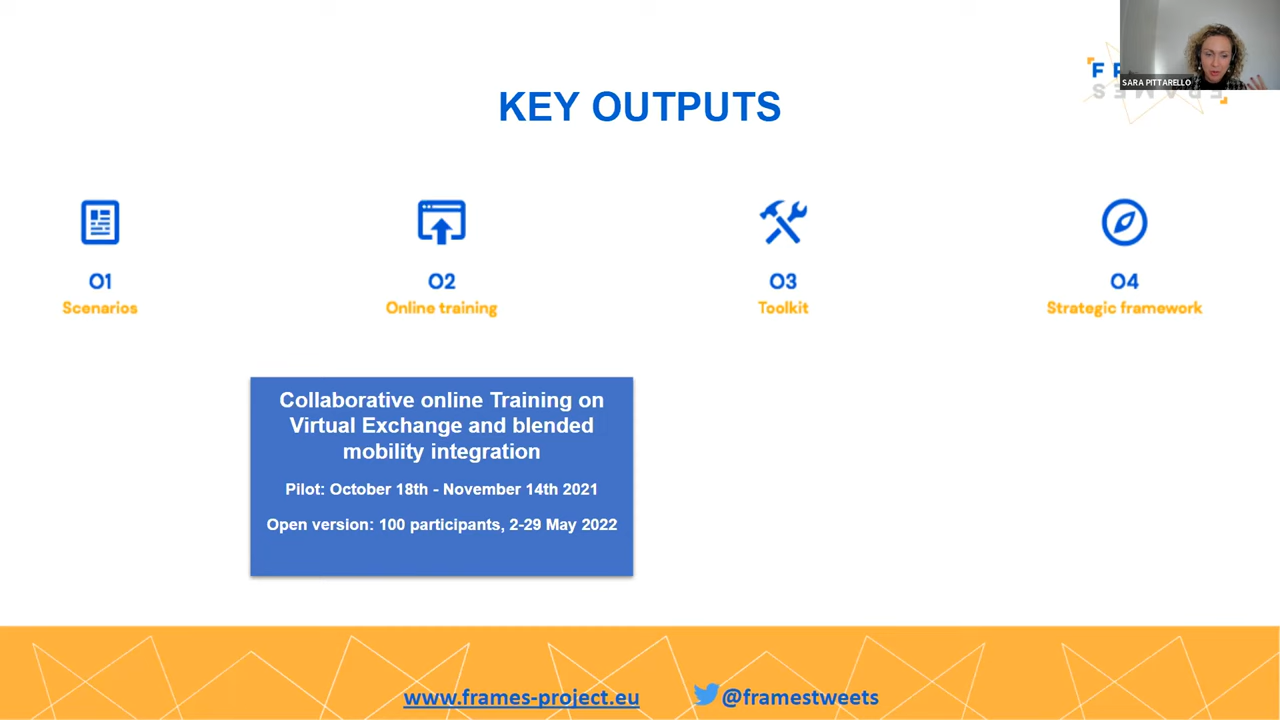 SARA PITTARELLO
FRAMES
KEY OUTPUTS
O1
Scenarios
O2
Online training
O3
Toolkit
O4
Strategic framework
Collaborative online Training on
Virtual Exchange and blended
mobility integration
Pilot: October 18th - November 14th 2021
Open version: 100 participants, 2-29 May 2022
www.frames-project.eu
@framestweets